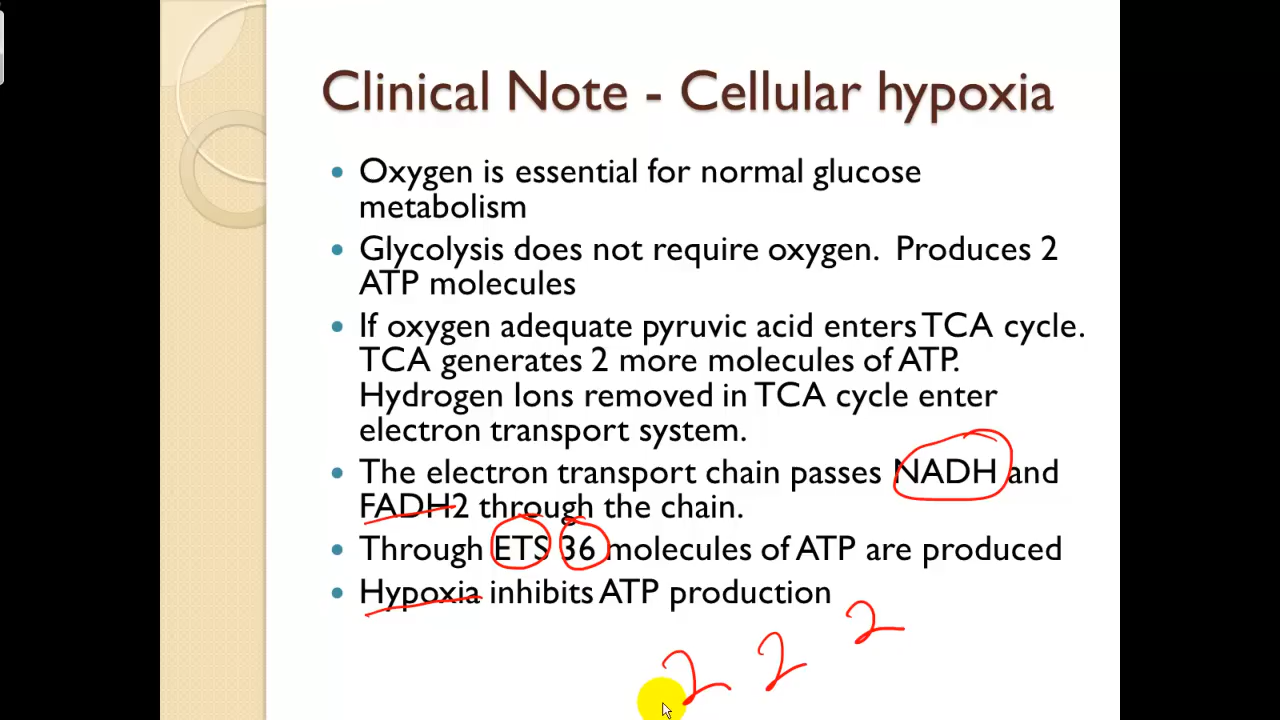 Clinical Note - Cellular hypoxia
Oxygen is essential for normal glucose
metabolism
Glycolysis does not require oxygen. Produces 2
ATP molecules
If oxygen adequate pyruvic acid enters TCA cycle.
TCA generates 2 more molecules of ATP.
Hydrogen Ions removed in TCA cycle enter
electron transport system.
The electron transport chain passes NADH and
FADH2 through the chain.
Through ETS 36 molecules of ATP are produced
Hypoxia inhibits ATP production
2 2 2